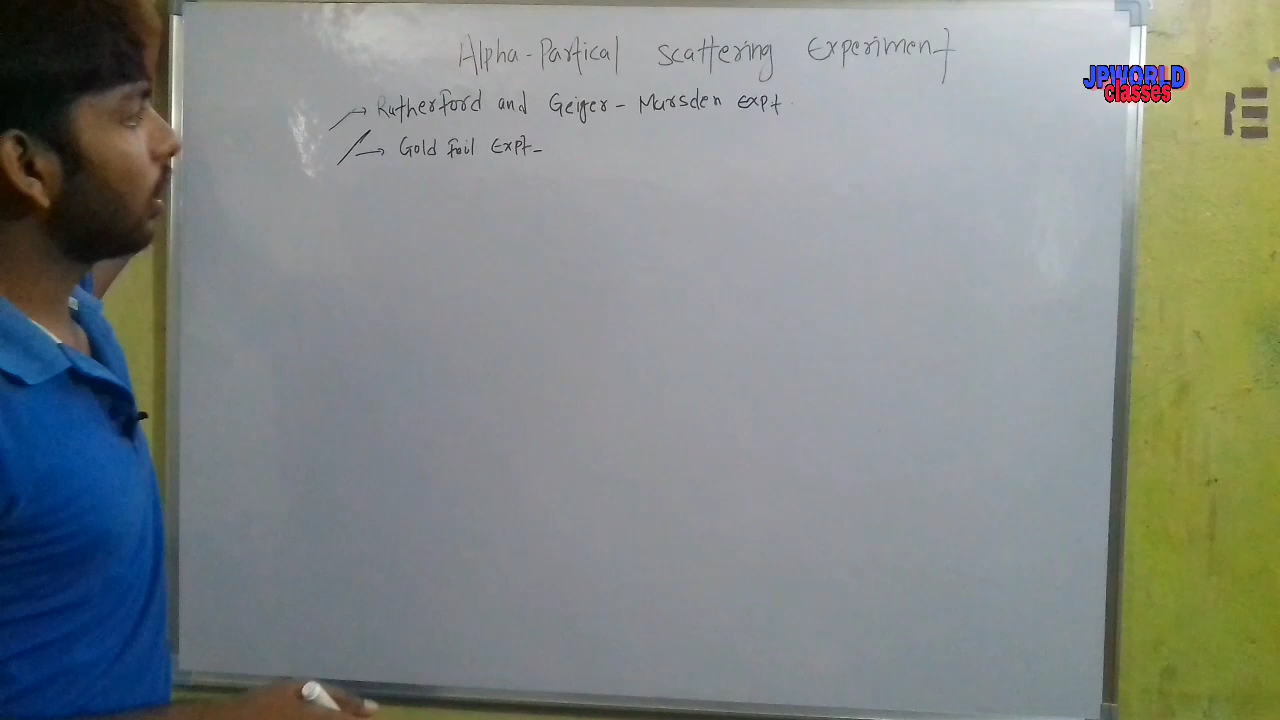 Alpha-Partical Scattering Experiment
→ Rutherford and Geiger - Marsden Expt.
→ Gold Foil Expt-
JPWORLD
classes